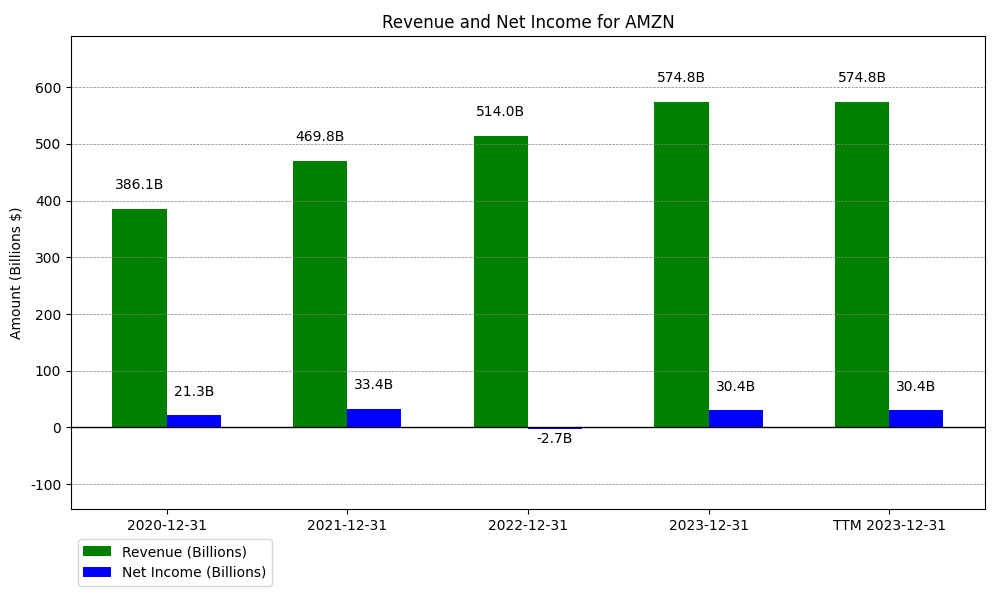 Revenue and Net Income for AMZN
Amount (Billions $)
600
500
400
300
200
100
0
-100
386.1B
21.3B
469.8B
33.4B
514.0B
-2.7B
574.8B
30.4B
574.8B
30.4B
2020-12-31
2021-12-31
2022-12-31
2023-12-31
TTM 2023-12-31
Revenue (Billions)
Net Income (Billions)